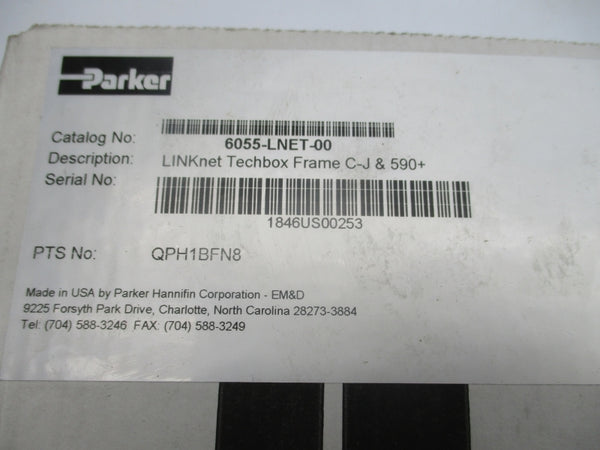 Parker
Catalog No: 6055-LNET-00
Description: LINKnet Techbox Frame C-J & 590+
Serial No:
1846US00253
PTS No: QPH1BFN8
Made in USA by Parker Hannifin Corporation - EM&D
9225 Forsyth Park Drive, Charlotte, North Carolina 28273-3884
Tel: (704) 588-3246 FAX: (704) 588-3249